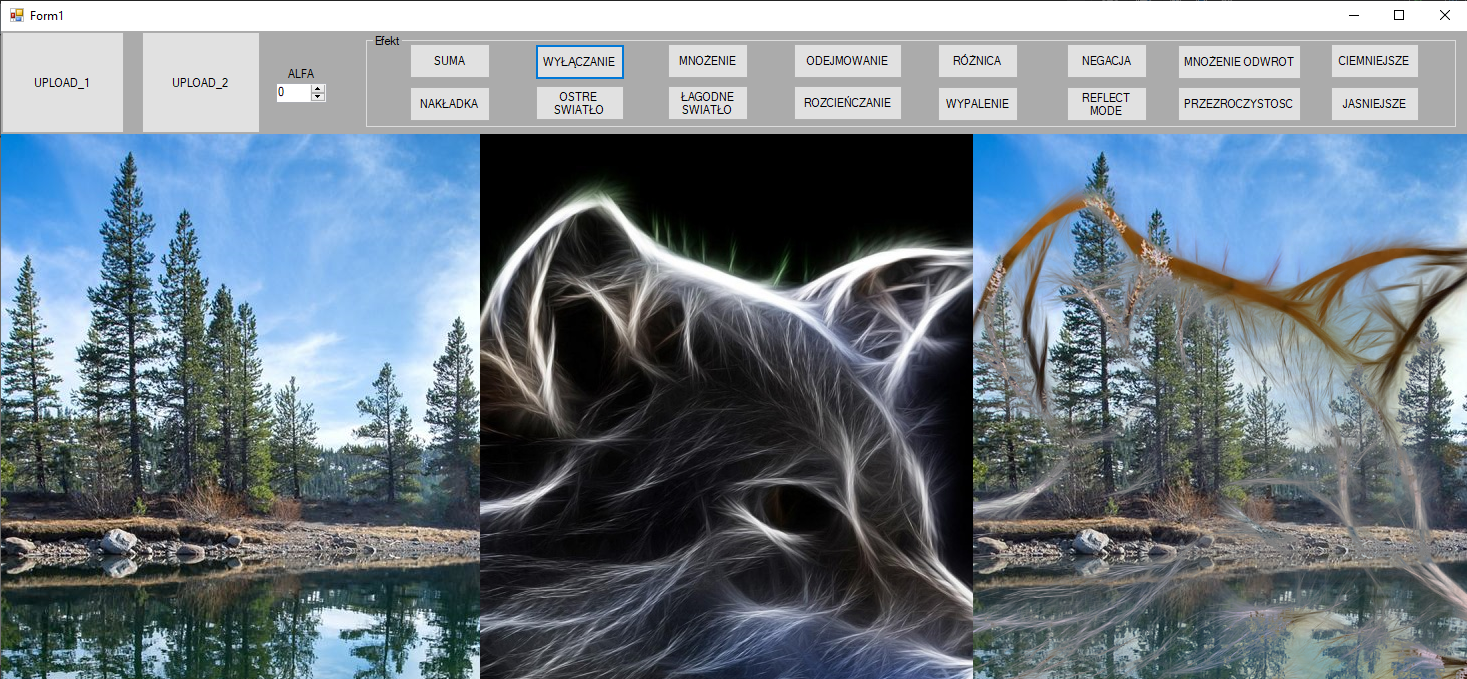 Form1
UPLOAD_1
UPLOAD_2
ALFA
0
Efekt
SUMA
WYŁĄCZANIE
MNOŻENIE
ODEJMOWANIE
RÓŻNICA
NEGACJA
MNOŻENIE ODWROT
CIEMNIEJSZE
NAKŁADKA
OSTRE
SWIATŁO
ŁAGODNE
SWIATŁO
ROZCIEŃCZANIE
WYPALENIE
REFLECT
MODE
PRZEZROCZYSTOSC
JASNIEJSZE